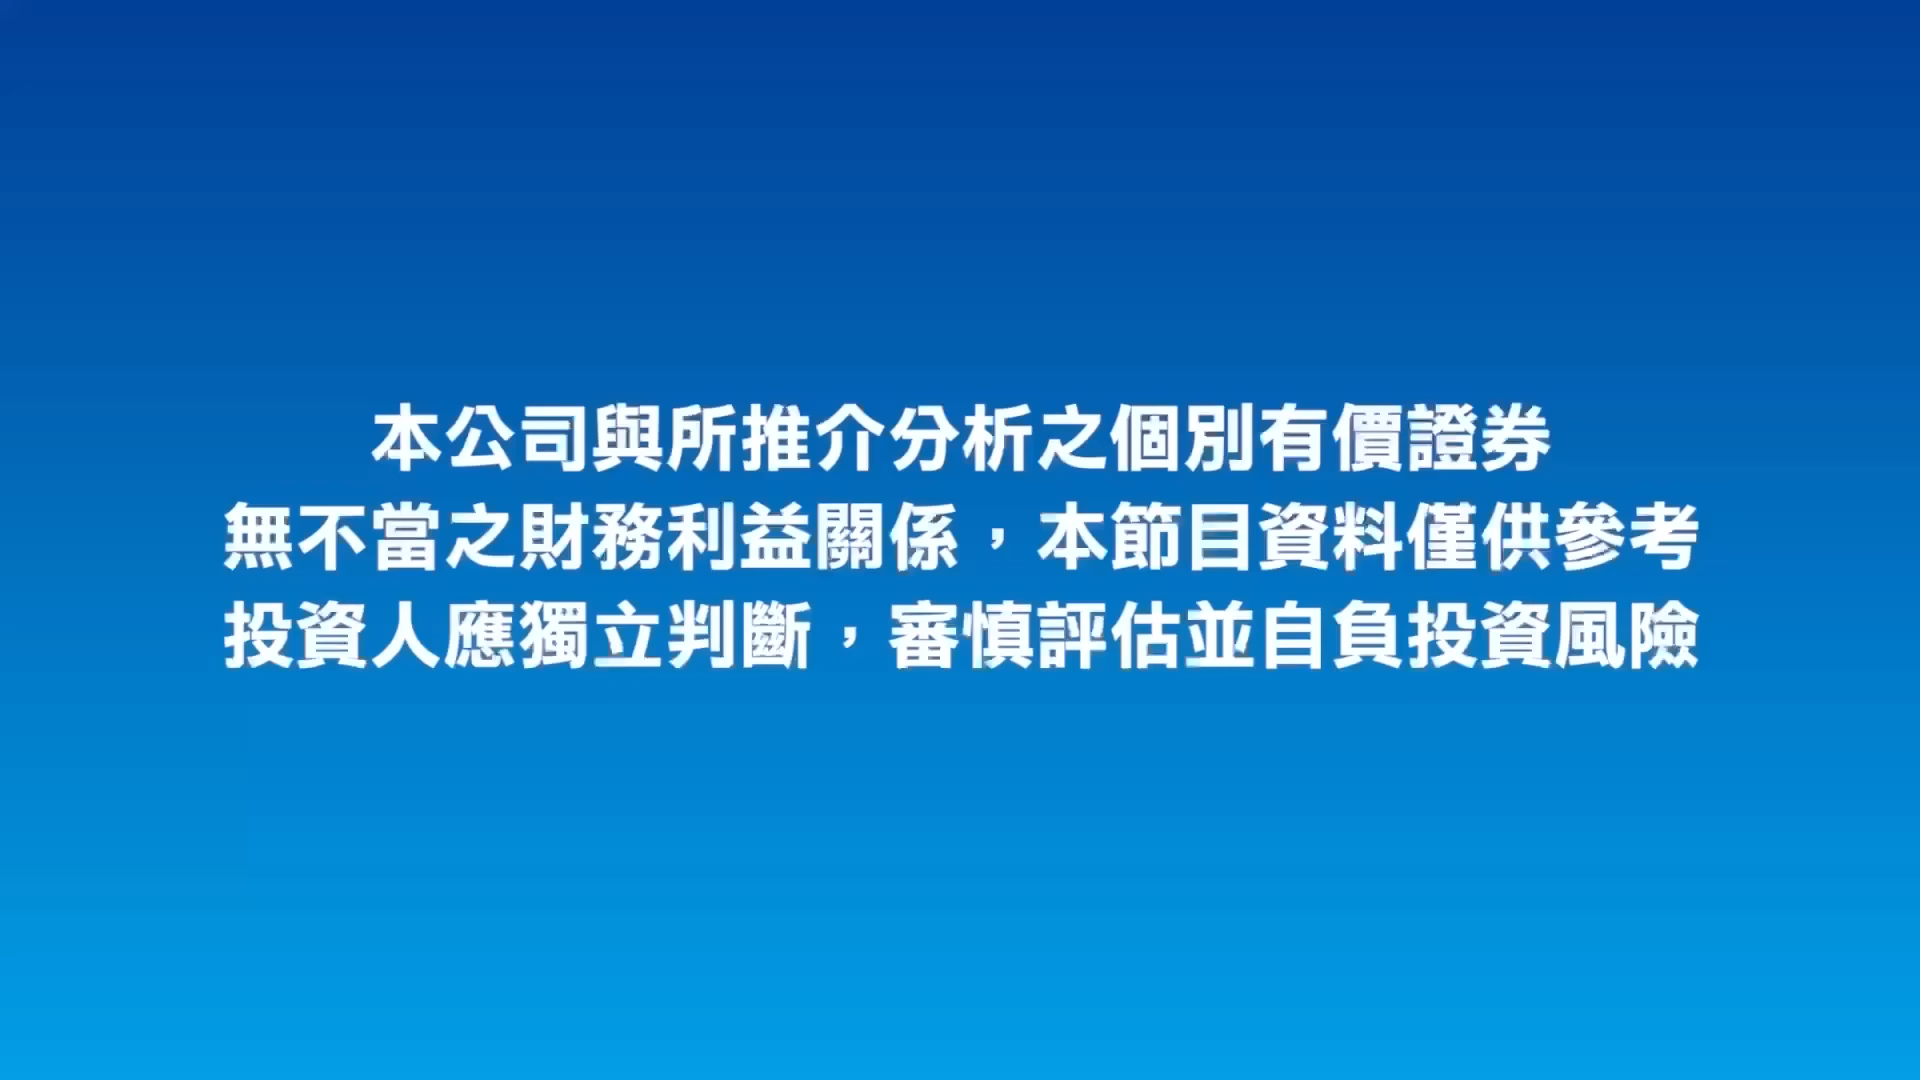 本公司與所推介分析之個別有價證券
無不當之財務利益關係，本節目資料僅供參考
投資人應獨立判斷，審慎評估並自負投資風險